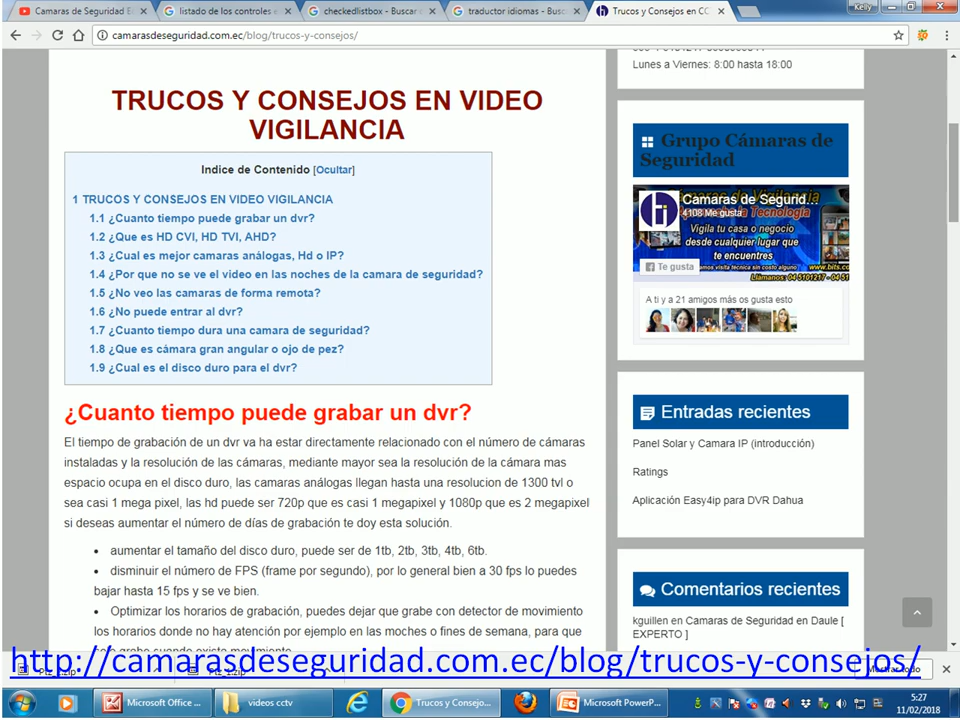 Camaras de Seguridad E
listado de los controles e
checkedlistbox - Buscar c
traductor idiomas - Busc
Trucos y Consejos en CC
Kelly
camarasdeseguridad.com.ec/blog/trucos-y-consejos/
TRUCOS Y CONSEJOS EN VIDEO
VIGILANCIA
Indice de Contenido [Ocultar]
1 TRUCOS Y CONSEJOS EN VIDEO VIGILANCIA
1.1 ¿Cuanto tiempo puede grabar un dvr?
1.2 ¿Que es HD CVI, HD TVI, AHD?
1.3 ¿Cual es mejor camaras análogas, Hd o IP?
1.4 ¿Por que no se ve el video en las noches de la camara de seguridad?
1.5 ¿No veo las camaras de forma remota?
1.6 ¿No puede entrar al dvr?
1.7 ¿Cuanto tiempo dura una camara de seguridad?
1.8 ¿Que es cámara gran angular o ojo de pez?
1.9 ¿Cual es el disco duro para el dvr?
¿Cuanto tiempo puede grabar un dvr?
El tiempo de grabación de un dvr va ha estar directamente relacionado con el número de cámaras
instaladas y la resolución de las cámaras, mediante mayor sea la resolución de la cámara mas
espacio ocupa en el disco duro, las camaras análogas llegan hasta una resolucion de 1300 tvl o
sea casi 1 mega pixel, las hd puede ser 720p que es casi 1 megapixel y 1080p que es 2 megapixel
si deseas aumentar el número de días de grabación te doy esta solución.
• aumentar el tamaño del disco duro, puede ser de 1tb, 2tb, 3tb, 4tb, 6tb.
• disminuir el número de FPS (frame por segundo), por lo general bien a 30 fps lo puedes
bajar hasta 15 fps y se ve bien.
• Optimizar los horarios de grabación, puedes dejar que grabe con detector de movimiento
los horarios donde no hay atención por ejemplo en las moches o fines de semana, para que
Lunes a Viernes: 8:00 hasta 18:00
Grupo Cámaras de
Seguridad
Camaras de Segurid...
4108 Me gusta
Tecnología
Vigila tu casa o negocio
desde cualquier lugar que
te encuentres
Te gusta
visita tecnica sin costo alguno
Llámanos: 04 5101217 - 04 51
A ti y a 21 amigos más os gusta esto
Entradas recientes
Panel Solar y Camara IP (introducción)
Ratings
Aplicación Easy4ip para DVR Dahua
Comentarios recientes
kguillen en Camaras de Seguridad en Daule [
EXPERTO ]
http://camarasdeseguridad.com.ec/blog/trucos-y-consejos/
Microsoft Office ...
videos cctv
Trucos y Consejo...
Microsoft PowerP...
5:27
11/02/2018